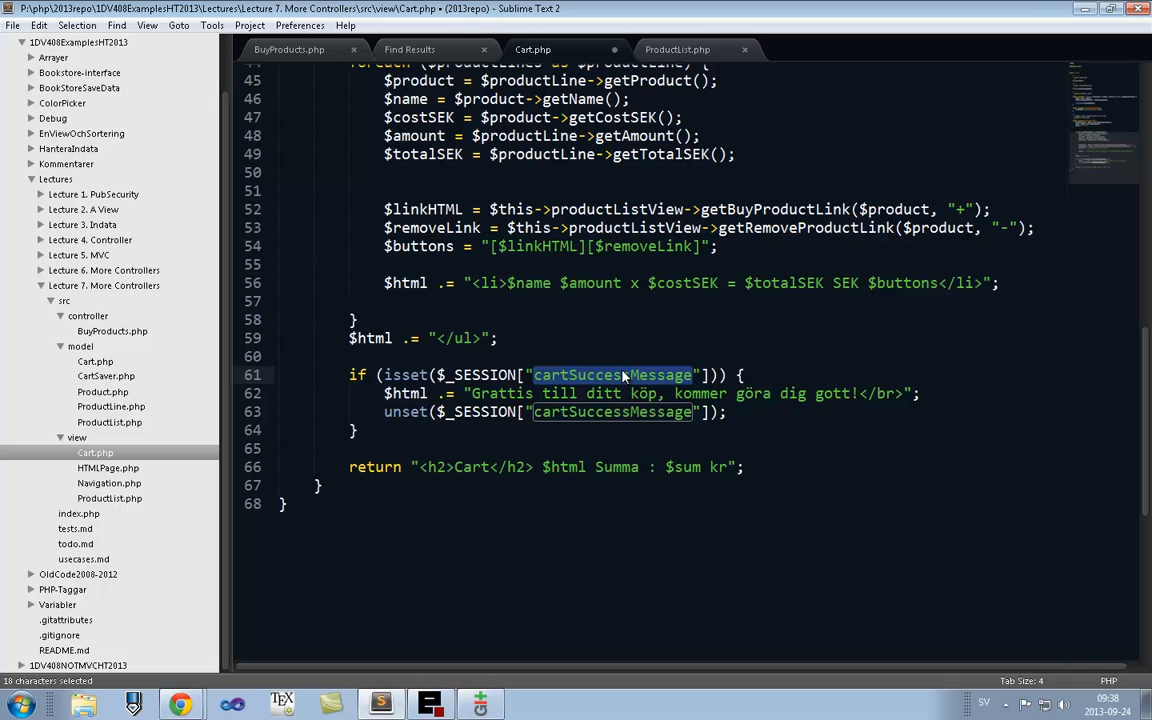 P:\php\2013repo\1DV408ExamplesHT2013\Lectures\Lecture 7. More Controllers\src\view\Cart.php • (2013repo) - Sublime Text 2
File Edit Selection Find View Goto Tools Project Preferences Help
1DV408ExamplesHT2013
Arrayer
Bookstore-interface
BookStoreSaveData
ColorPicker
Debug
EnViewOchSortering
HanteraIndata
Kommentarer
Lectures
Lecture 1. PubSecurity
Lecture 2. A View
Lecture 3. Indata
Lecture 4. Controller
Lecture 5. MVC
Lecture 6. More Controllers
Lecture 7. More Controllers
src
controller
BuyProducts.php
model
Cart.php
CartSaver.php
Product.php
ProductLine.php
ProductList.php
view
Cart.php
HTMLPage.php
Navigation.php
ProductList.php
index.php
tests.md
todo.md
usecases.md
OldCode2008-2012
PHP-Taggar
Variabler
.gitattributes
.gitignore
README.md
1DV408NOTMVCHT2013
BuyProducts.php Find Results Cart.php ProductList.php
44 foreach ($productLines as $productLine) {
45 $product = $productLine->getProduct();
46 $name = $product->getName();
47 $costSEK = $product->getCostSEK();
48 $amount = $productLine->getAmount();
49 $totalSEK = $productLine->getTotalSEK();
50
51
52 $linkHTML = $this->productListView->getBuyProductLink($product, "+");
53 $removeLink = $this->productListView->getRemoveProductLink($product, "-");
54 $buttons = "[$linkHTML][$removeLink]";
55
56 $html .= "<li>$name $amount x $costSEK = $totalSEK SEK $buttons</li>";
57
58 }
59 $html .= "</ul>";
60
61 if (isset($_SESSION["cartSuccessMessage"])) {
62 $html .= "Grattis till ditt köp, kommer göra dig gott!</br>";
63 unset($_SESSION["cartSuccessMessage"]);
64 }
65
66 return "<h2>Cart</h2> $html Summa : $sum kr";
67 }
68 }
18 characters selected Tab Size: 4 PHP
SV 09:38
2013-09-24